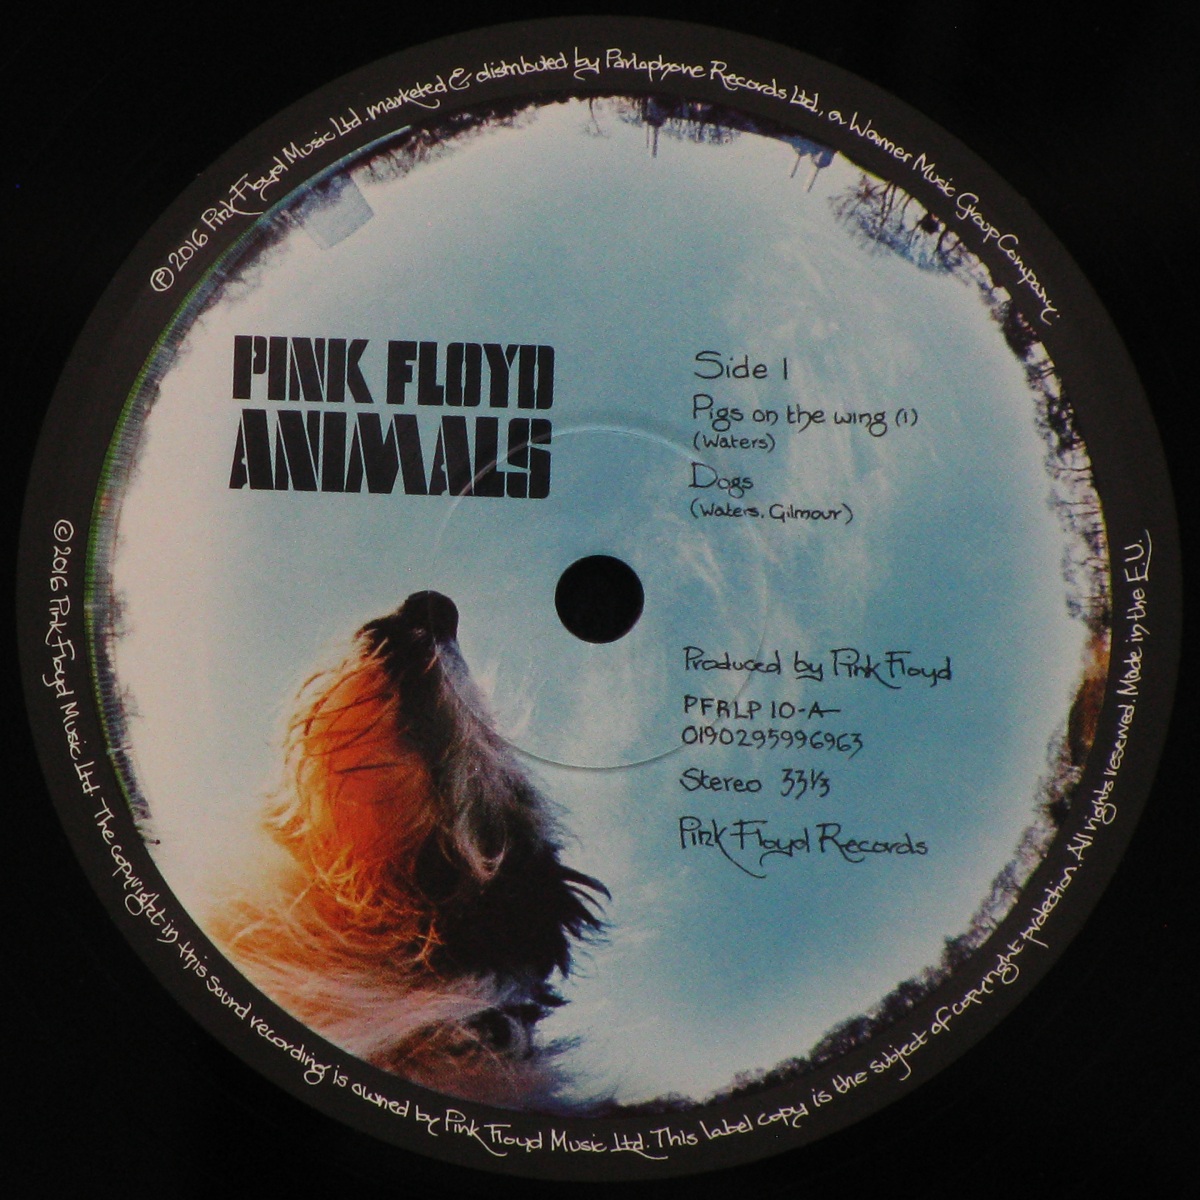 ℗ 2016 Pink Floyd Music Ltd. marketed & distributed by Parlophone Records Ltd., a Warner Music Group Company.
PINK FLOYD
ANIMALS
Side 1
Pigs on the wing (1)
(Waters)
Dogs
(Waters, Gilmour)
Produced by Pink Floyd
PFRLP 10-A
0190295996963
Stereo 33⅓
Pink Floyd Records
© 2016 Pink Floyd Music Ltd. The copyright in this sound recording is owned by Pink Floyd Music Ltd. This label copy is the subject of copyright protection. All rights reserved. Made in the E.U.